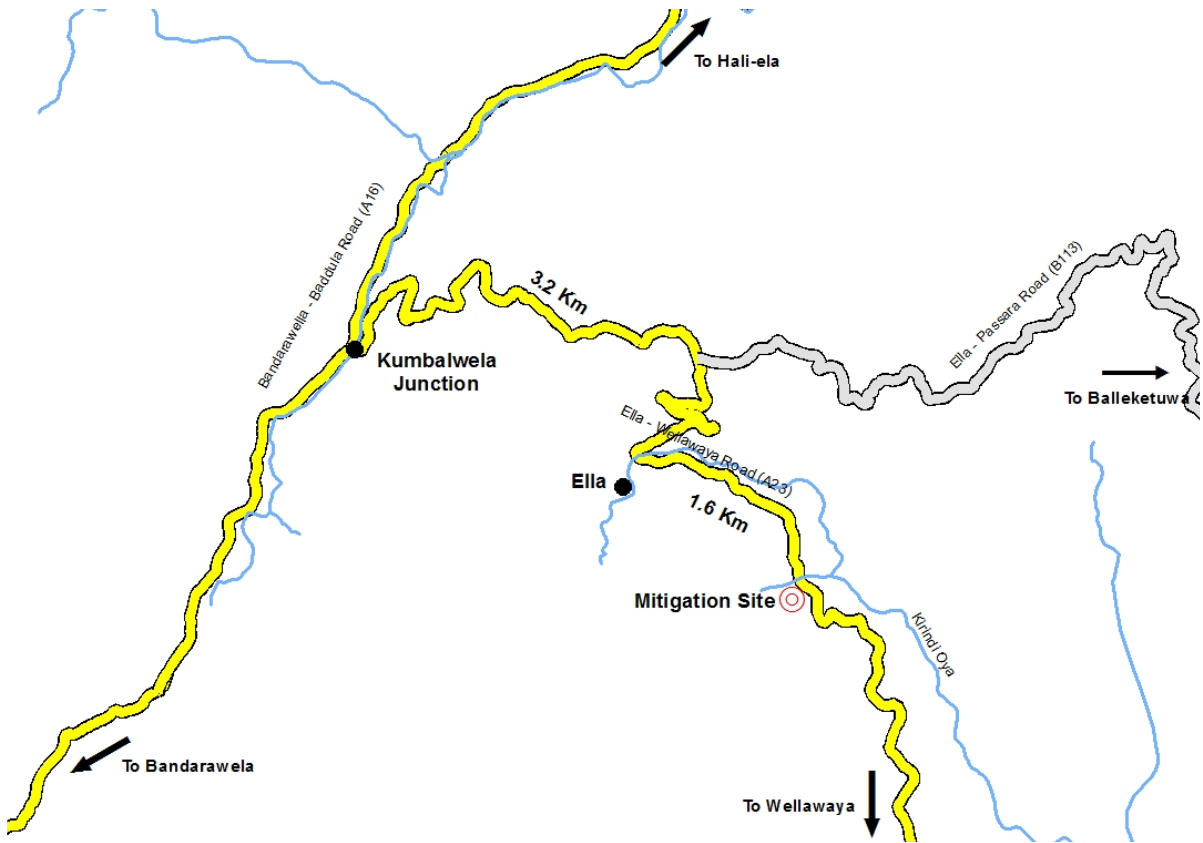 To Hali-ela
Bandarawella - Baddula Road (A16)
3.2 Km
Ella - Passara Road (B113)
Kumbalwela
Junction
To Balleketuwa
Ella - Wellawaya Road (A23)
Ella
1.6 Km
Mitigation Site
Kirindi Oya
To Bandarawela
To Wellawaya